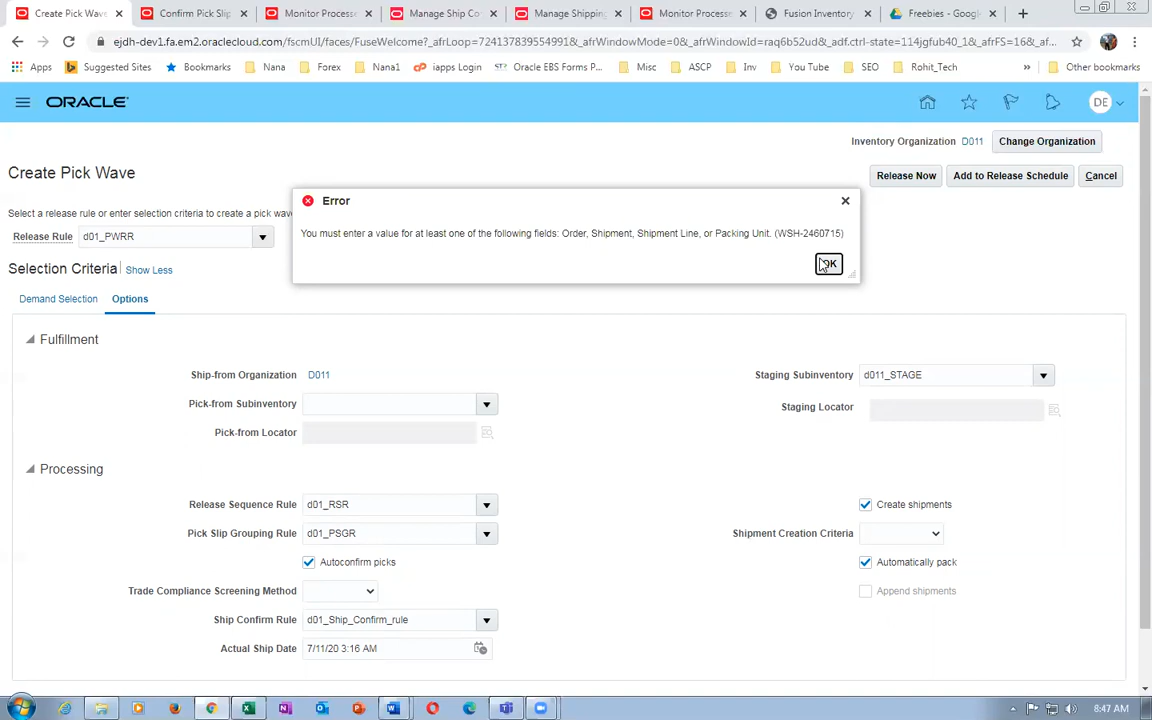 Create Pick Wave
Confirm Pick Slip
Monitor Processe
Manage Ship Co
Manage Shipping
Monitor Processe
Fusion Inventory
Freebies - Googl
ejdh-dev1.fa.em2.oraclecloud.com/fscmUI/faces/FuseWelcome?_afrLoop=724137839554991&_afrWindowMode=0&_afrWindowId=raq6b52ud&_adf.ctrl-state=114jgfub40_1&_afrFS=16&_af...
Apps Suggested Sites Bookmarks Nana Forex Nana1 iapps Login Oracle EBS Forms P... Misc ASCP Inv You Tube SEO Rohit_Tech » Other bookmarks
ORACLE DE
Inventory Organization D011 Change Organization
Create Pick Wave Release Now Add to Release Schedule Cancel
Error
Select a release rule or enter selection criteria to create a pick wav
You must enter a value for at least one of the following fields: Order, Shipment, Shipment Line, or Packing Unit. (WSH-2460715)
Release Rule d01_PWRR
OK
Selection Criteria Show Less
Demand Selection Options
Fulfillment
Ship-from Organization D011 Staging Subinventory d011_STAGE
Pick-from Subinventory Staging Locator
Pick-from Locator
Processing
Release Sequence Rule d01_RSR Create shipments
Pick Slip Grouping Rule d01_PSGR Shipment Creation Criteria
Autoconfirm picks Automatically pack
Trade Compliance Screening Method Append shipments
Ship Confirm Rule d01_Ship_Confirm_rule
Actual Ship Date 7/11/20 3:16 AM
8:47 AM